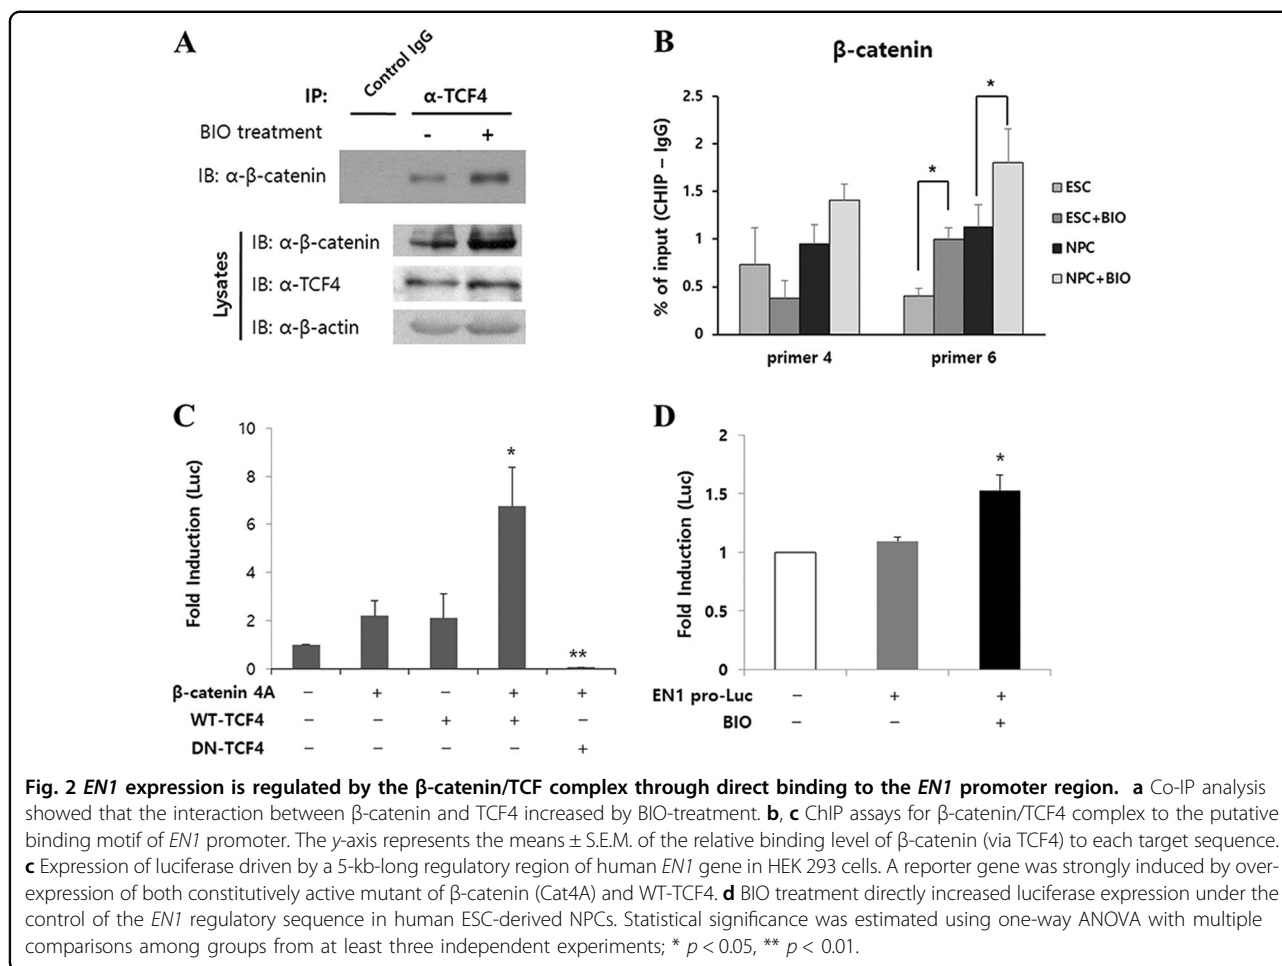 A
Control IgG
IP:
α-TCF4
BIO treatment
- +
IB: α-β-catenin
Lysates
IB: α-β-catenin
IB: α-TCF4
IB: α-β-actin
B
β-catenin
% of input (CHIP – IgG)
2.5
2
1.5
1
0.5
0
*
*
primer 4
primer 6
ESC
ESC+BIO
NPC
NPC+BIO
C
Fold Induction (Luc)
10
8
6
4
2
0
*
**
β-catenin 4A – + – + +
WT-TCF4 – – + + –
DN-TCF4 – – – – +
D
Fold Induction (Luc)
2
1.5
1
0.5
0
*
EN1 pro-Luc – + +
BIO – – +
Fig. 2 EN1 expression is regulated by the β-catenin/TCF complex through direct binding to the EN1 promoter region. a Co-IP analysis
showed that the interaction between β-catenin and TCF4 increased by BIO-treatment. b, c ChIP assays for β-catenin/TCF4 complex to the putative
binding motif of EN1 promoter. The y-axis represents the means ± S.E.M. of the relative binding level of β-catenin (via TCF4) to each target sequence.
c Expression of luciferase driven by a 5-kb-long regulatory region of human EN1 gene in HEK 293 cells. A reporter gene was strongly induced by over-
expression of both constitutively active mutant of β-catenin (Cat4A) and WT-TCF4. d BIO treatment directly increased luciferase expression under the
control of the EN1 regulatory sequence in human ESC-derived NPCs. Statistical significance was estimated using one-way ANOVA with multiple
comparisons among groups from at least three independent experiments; * p < 0.05, ** p < 0.01.